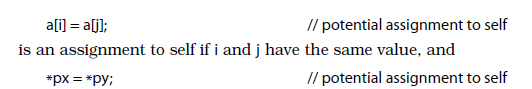 a[i] = a[j]; // potential assignment to self
is an assignment to self if i and j have the same value, and
*px = *py; // potential assignment to self